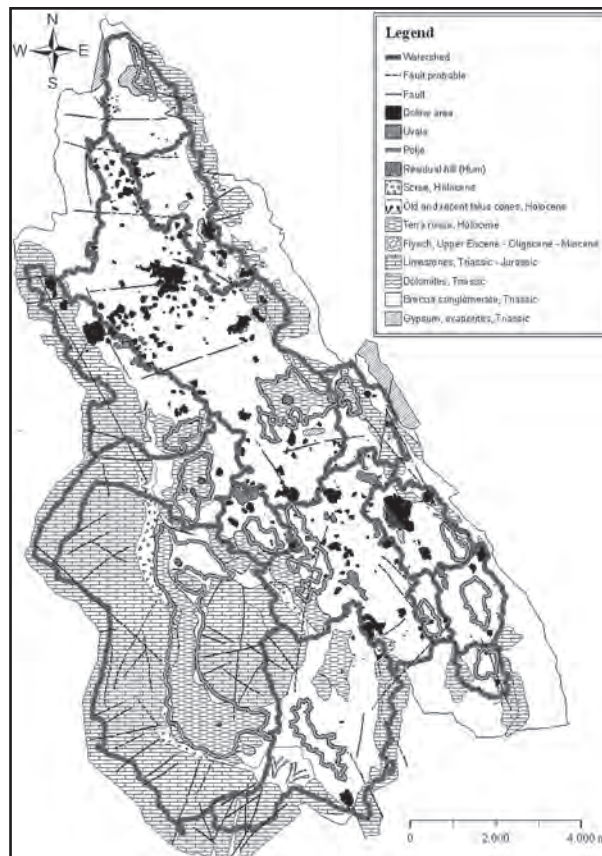 N
W E
S
Legend
Watershed
Fault probable
Fault
Doline area
Uvala
Polje
Residual hill (Hum)
Scree, Holocene
Old and recent talus cones, Holocene
Terra rossa, Holocene
Flysch, Upper Eocene - Oligocene - Miocene
Limestones, Triassic - Jurassic
Dolomites, Triassic
Breccia conglomerate, Triassic
Gypsum, evaporites, Triassic
0 2.000 4.000 m